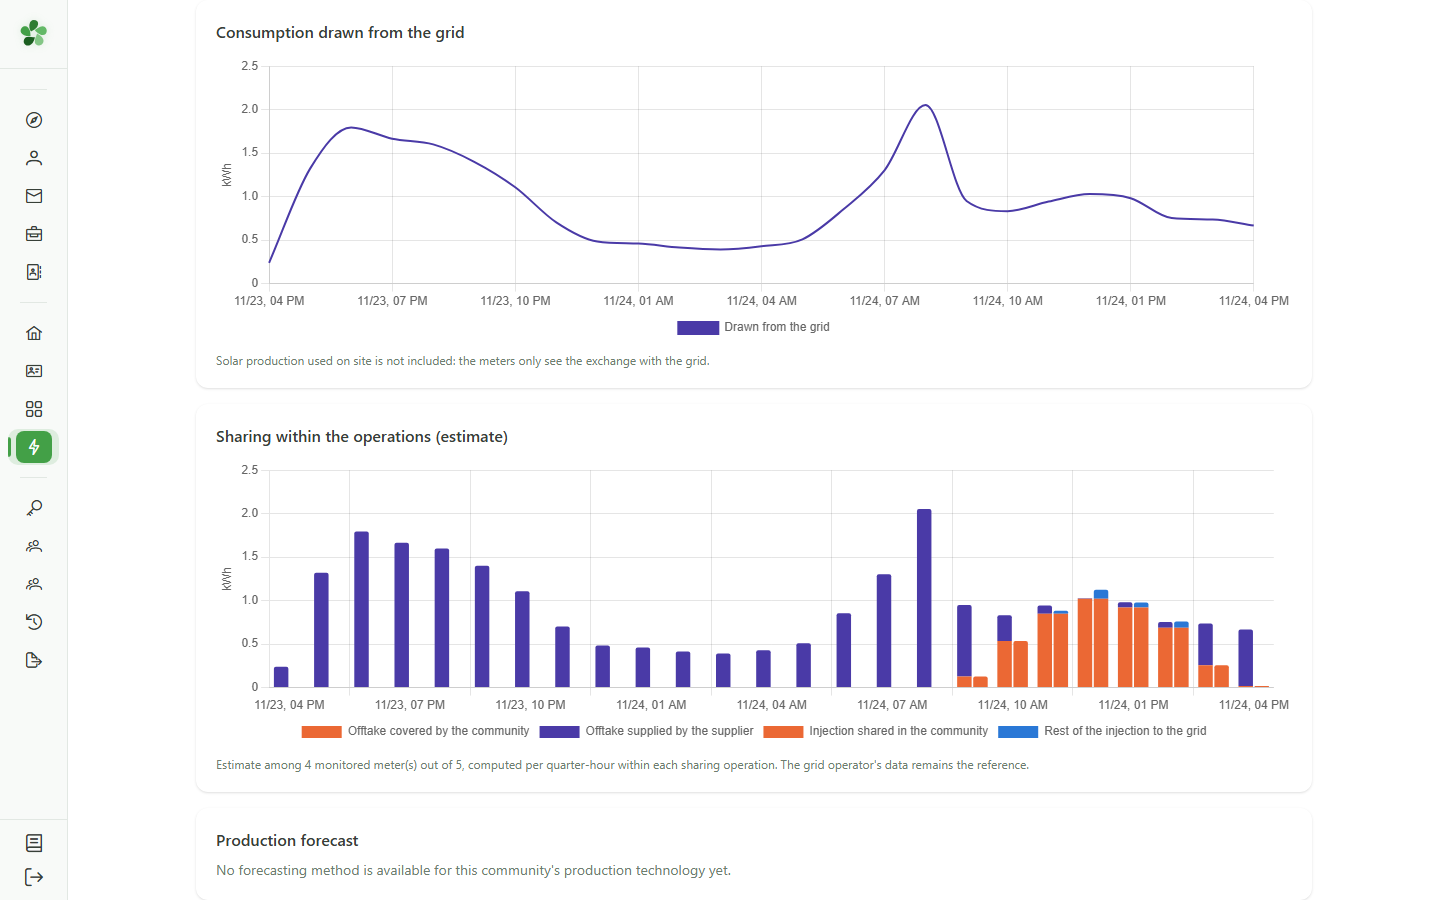 Consumption drawn from the grid
2.5
2.0
1.5
1.0
0.5
0
kWh
11/23, 04 PM
11/23, 07 PM
11/23, 10 PM
11/24, 01 AM
11/24, 04 AM
11/24, 07 AM
11/24, 10 AM
11/24, 01 PM
11/24, 04 PM
Drawn from the grid
Solar production used on site is not included: the meters only see the exchange with the grid.
Sharing within the operations (estimate)
2.5
2.0
1.5
1.0
0.5
0
kWh
11/23, 04 PM
11/23, 07 PM
11/23, 10 PM
11/24, 01 AM
11/24, 04 AM
11/24, 07 AM
11/24, 10 AM
11/24, 01 PM
11/24, 04 PM
Offtake covered by the community
Offtake supplied by the supplier
Injection shared in the community
Rest of the injection to the grid
Estimate among 4 monitored meter(s) out of 5, computed per quarter-hour within each sharing operation. The grid operator's data remains the reference.
Production forecast
No forecasting method is available for this community's production technology yet.